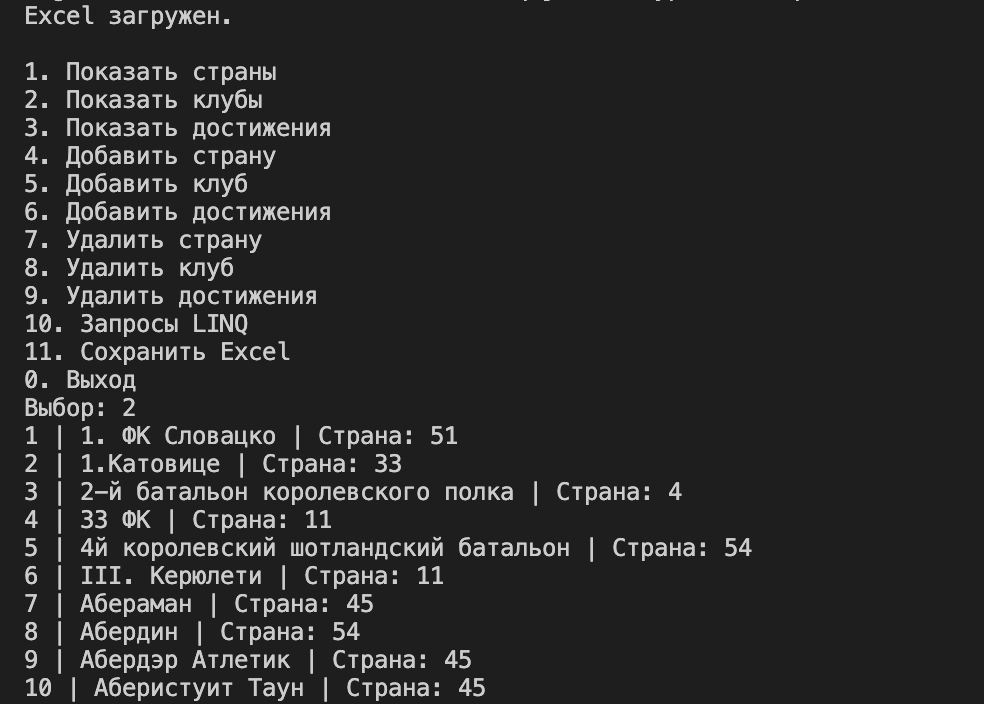 Excel загружен.
1. Показать страны
2. Показать клубы
3. Показать достижения
4. Добавить страну
5. Добавить клуб
6. Добавить достижения
7. Удалить страну
8. Удалить клуб
9. Удалить достижения
10. Запросы LINQ
11. Сохранить Excel
0. Выход
Выбор: 2
1 | 1. ФК Словацко | Страна: 51
2 | 1.Катовице | Страна: 33
3 | 2-й батальон королевского полка | Страна: 4
4 | 33 ФК | Страна: 11
5 | 4й королевский шотландский батальон | Страна: 54
6 | III. Керюлети | Страна: 11
7 | Абераман | Страна: 45
8 | Абердин | Страна: 54
9 | Абердэр Атлетик | Страна: 45
10 | Аберистуит Таун | Страна: 45